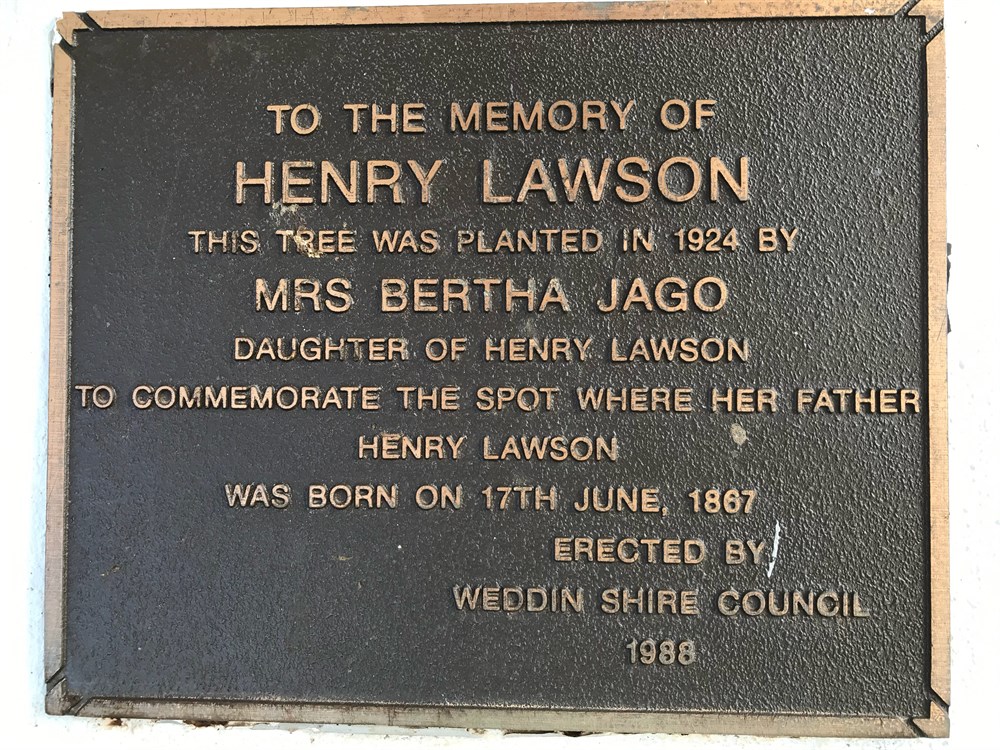 TO THE MEMORY OF
HENRY LAWSON
THIS TREE WAS PLANTED IN 1924 BY
MRS BERTHA JAGO
DAUGHTER OF HENRY LAWSON
TO COMMEMORATE THE SPOT WHERE HER FATHER
HENRY LAWSON
WAS BORN ON 17TH JUNE, 1867
ERECTED BY
WEDDIN SHIRE COUNCIL
1988